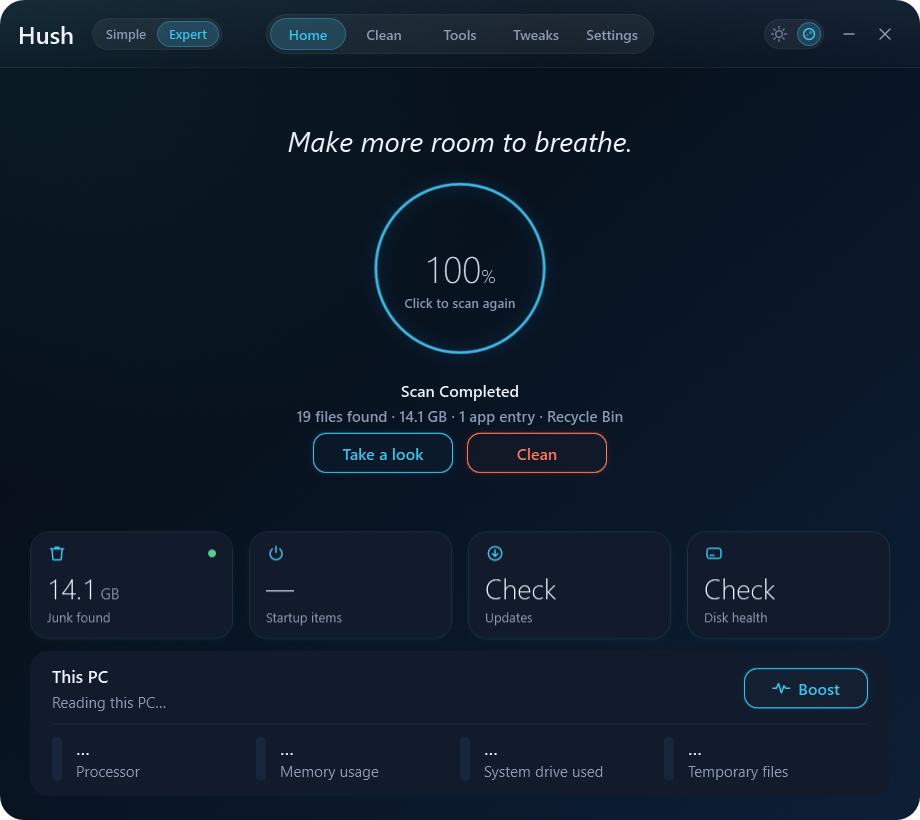 Hush
Simple
Expert
Home
Clean
Tools
Tweaks
Settings
Make more room to breathe.
100%
Click to scan again
Scan Completed
19 files found · 14.1 GB · 1 app entry · Recycle Bin
Take a look
Clean
14.1 GB
Junk found
—
Startup items
Check
Updates
Check
Disk health
This PC
Reading this PC...
Boost
...
Processor
...
Memory usage
...
System drive used
...
Temporary files